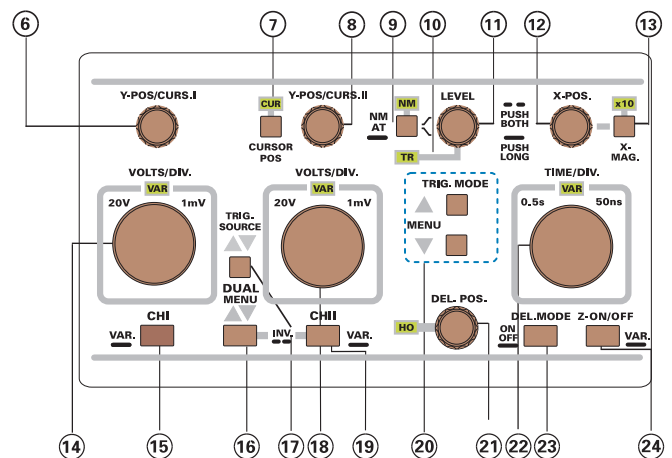 6 7 8 9 10 11 12 13
Y-POS/CURS.I
CUR
CURSOR
POS
Y-POS/CURS.II
NM
AT
NM
LEVEL
TR
PUSH
BOTH
PUSH
LONG
X-POS.
x10
X-
MAG.
VOLTS/DIV.
VAR
20V 1mV
TRIG.
SOURCE
VOLTS/DIV.
VAR
20V 1mV
TRIG. MODE
MENU
TIME/DIV.
VAR
0.5s 50ns
DUAL
MENU
CHI
VAR.
INV.
CHII
VAR.
HO
DEL. POS.
ON
OFF
DEL.MODE
Z-ON/OFF
VAR.
14 15 16 17 18 19 20 21 22 23 24